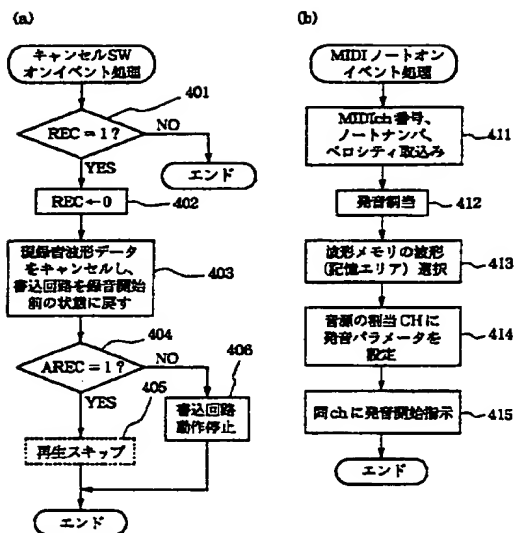 (a)
キャンセルSW
オンイベント処理
401
REC = 1 ?
NO
エンド
YES
REC←0
402
現録音波形データ
をキャンセルし、
書込回路を録音開始
前の状態に戻す
403
404
AREC = 1 ?
NO
406
YES
405
書込回路
動作停止
再生スキップ
エンド
(b)
MIDIノートオン
イベント処理
MIDIch番号、
ノートナンバ、
ベロシティ取込み
411
発音割当
412
波形メモリの波形
(記憶エリア)選択
413
音源の割当CHに
発音パラメータを
設定
414
同chに発音開始指示
415
エンド